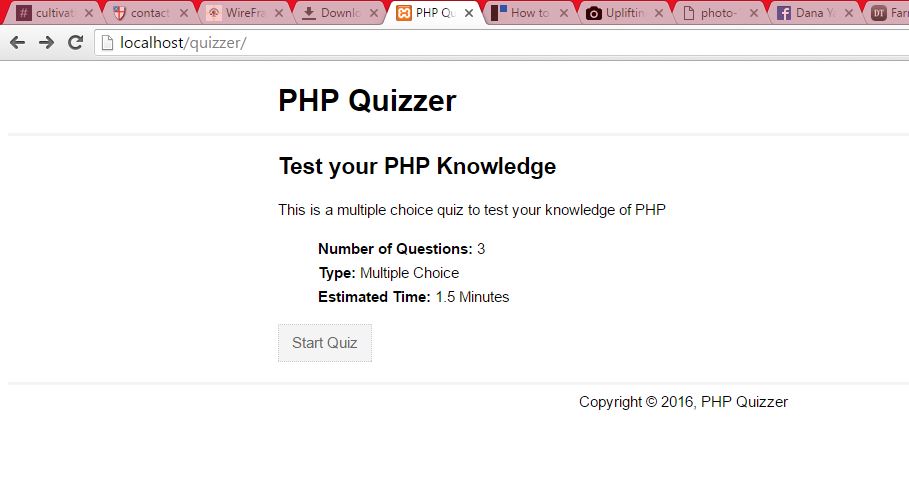 cultivat
contact
WireFra
Downlo
PHP Qu
How to
Upliftin
photo-
Dana Y
DT
Farr
localhost/quizzer/
PHP Quizzer
Test your PHP Knowledge
This is a multiple choice quiz to test your knowledge of PHP
Number of Questions: 3
Type: Multiple Choice
Estimated Time: 1.5 Minutes
Start Quiz
Copyright © 2016, PHP Quizzer